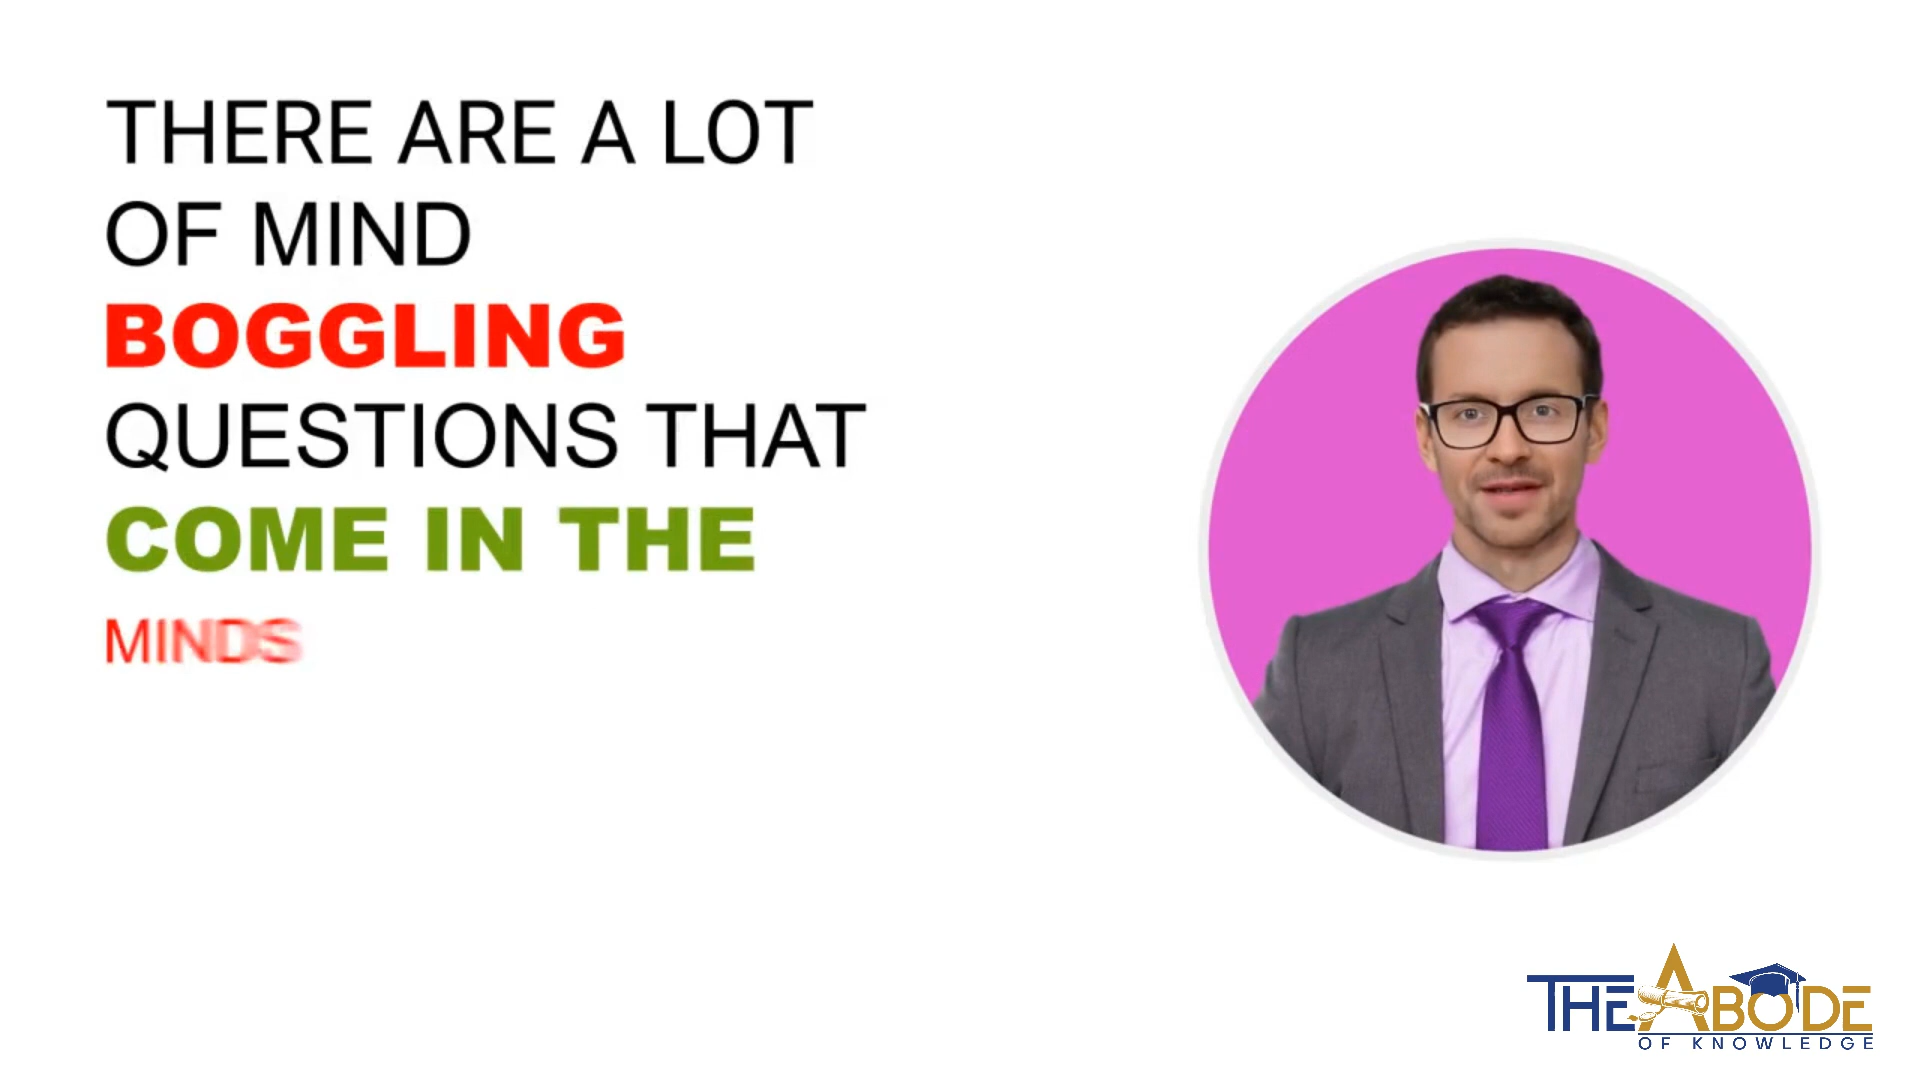 THERE ARE A LOT
OF MIND
BOGGLING
QUESTIONS THAT
COME IN THE
MINDS
THE ABODE
OF KNOWLEDGE